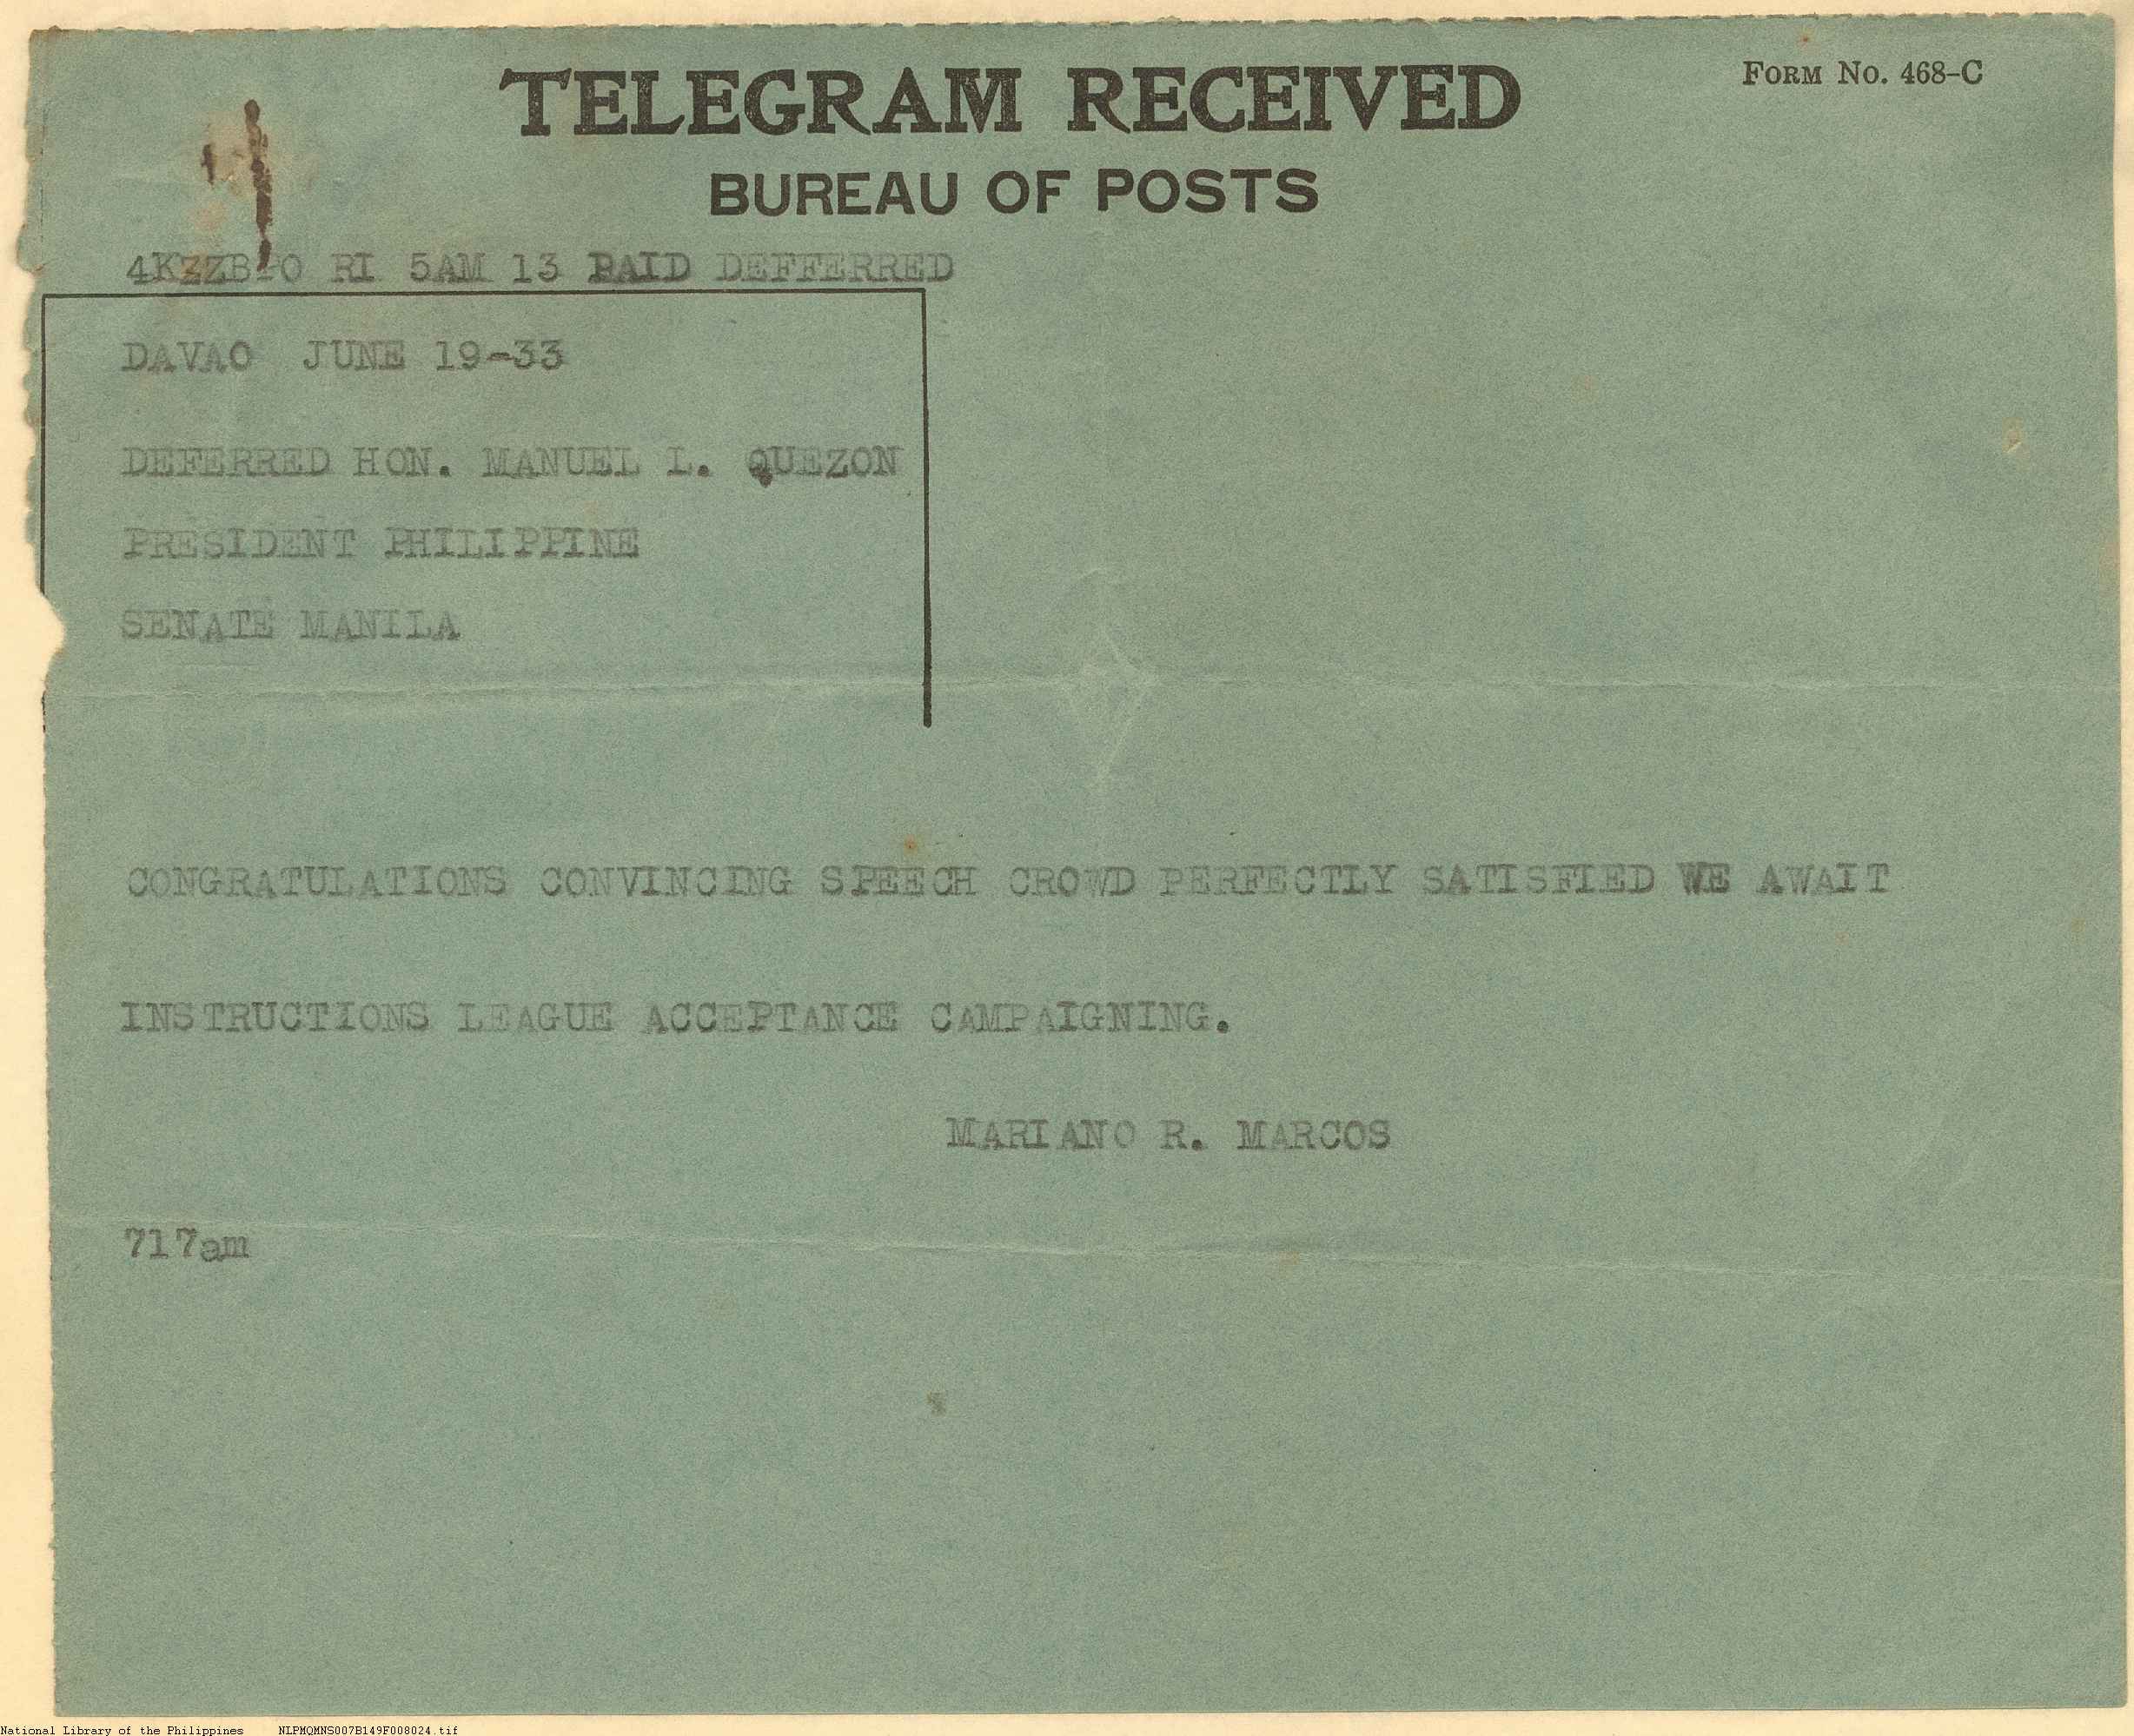 TELEGRAM RECEIVED
FORM No. 468-C
BUREAU OF POSTS
RI 5AM 13 PAID DEFFERRED
DAVAO JUNE 19-33
DEFERRED HON. MANUEL L. QUEZON
PRESIDENT PHILIPPINE
SENATE MANILA
CONGRATULATIONS CONVINCING SPEECH CROWD PERFECTLY SATISFIED WE AWAIT
INSTRUCTIONS LEAGUE ACCEPTANCE CAMPAIGNING.
MARIANO R. MARCOS
717am
National Library of the Philippines NLPMQMNS007B149F008024.tif